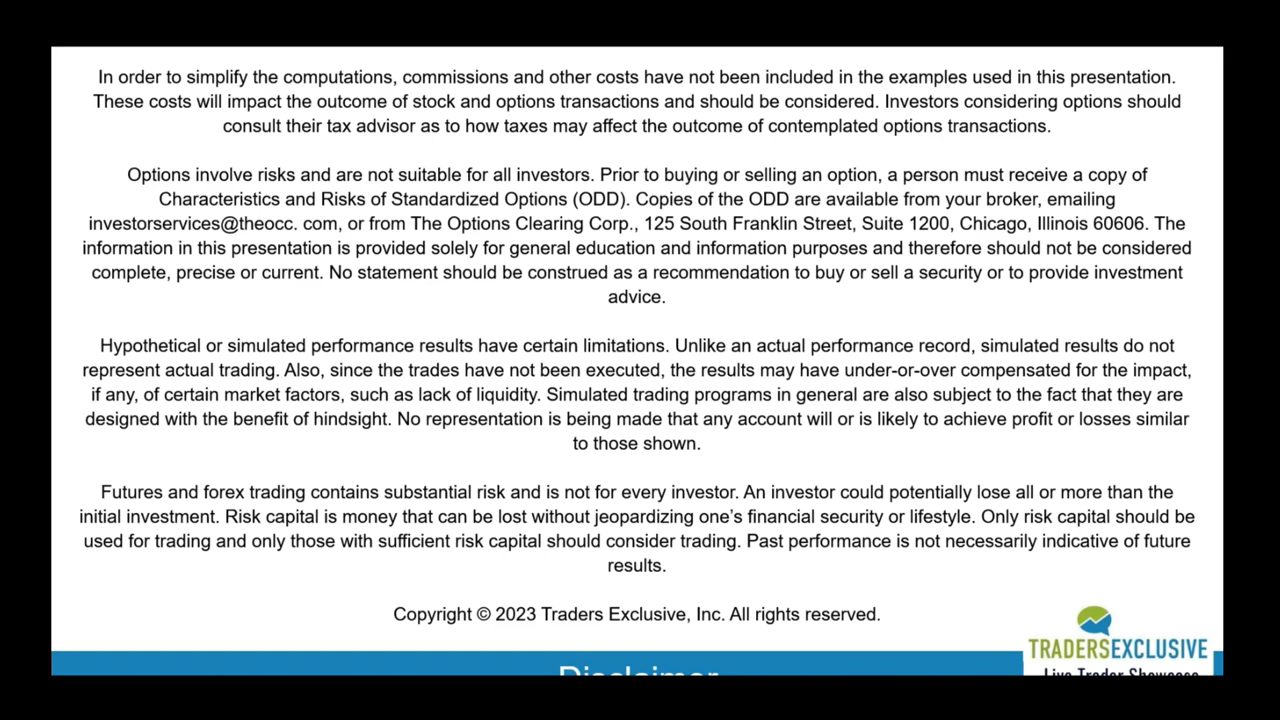 In order to simplify the computations, commissions and other costs have not been included in the examples used in this presentation.
These costs will impact the outcome of stock and options transactions and should be considered. Investors considering options should
consult their tax advisor as to how taxes may affect the outcome of contemplated options transactions.
Options involve risks and are not suitable for all investors. Prior to buying or selling an option, a person must receive a copy of
Characteristics and Risks of Standardized Options (ODD). Copies of the ODD are available from your broker, emailing
investorservices@theocc. com, or from The Options Clearing Corp., 125 South Franklin Street, Suite 1200, Chicago, Illinois 60606. The
information in this presentation is provided solely for general education and information purposes and therefore should not be considered
complete, precise or current. No statement should be construed as a recommendation to buy or sell a security or to provide investment
advice.
Hypothetical or simulated performance results have certain limitations. Unlike an actual performance record, simulated results do not
represent actual trading. Also, since the trades have not been executed, the results may have under-or-over compensated for the impact,
if any, of certain market factors, such as lack of liquidity. Simulated trading programs in general are also subject to the fact that they are
designed with the benefit of hindsight. No representation is being made that any account will or is likely to achieve profit or losses similar
to those shown.
Futures and forex trading contains substantial risk and is not for every investor. An investor could potentially lose all or more than the
initial investment. Risk capital is money that can be lost without jeopardizing one’s financial security or lifestyle. Only risk capital should be
used for trading and only those with sufficient risk capital should consider trading. Past performance is not necessarily indicative of future
results.
Copyright © 2023 Traders Exclusive, Inc. All rights reserved.
TRADERSEXCLUSIVE
Live Trader Showcase
Disclaimer